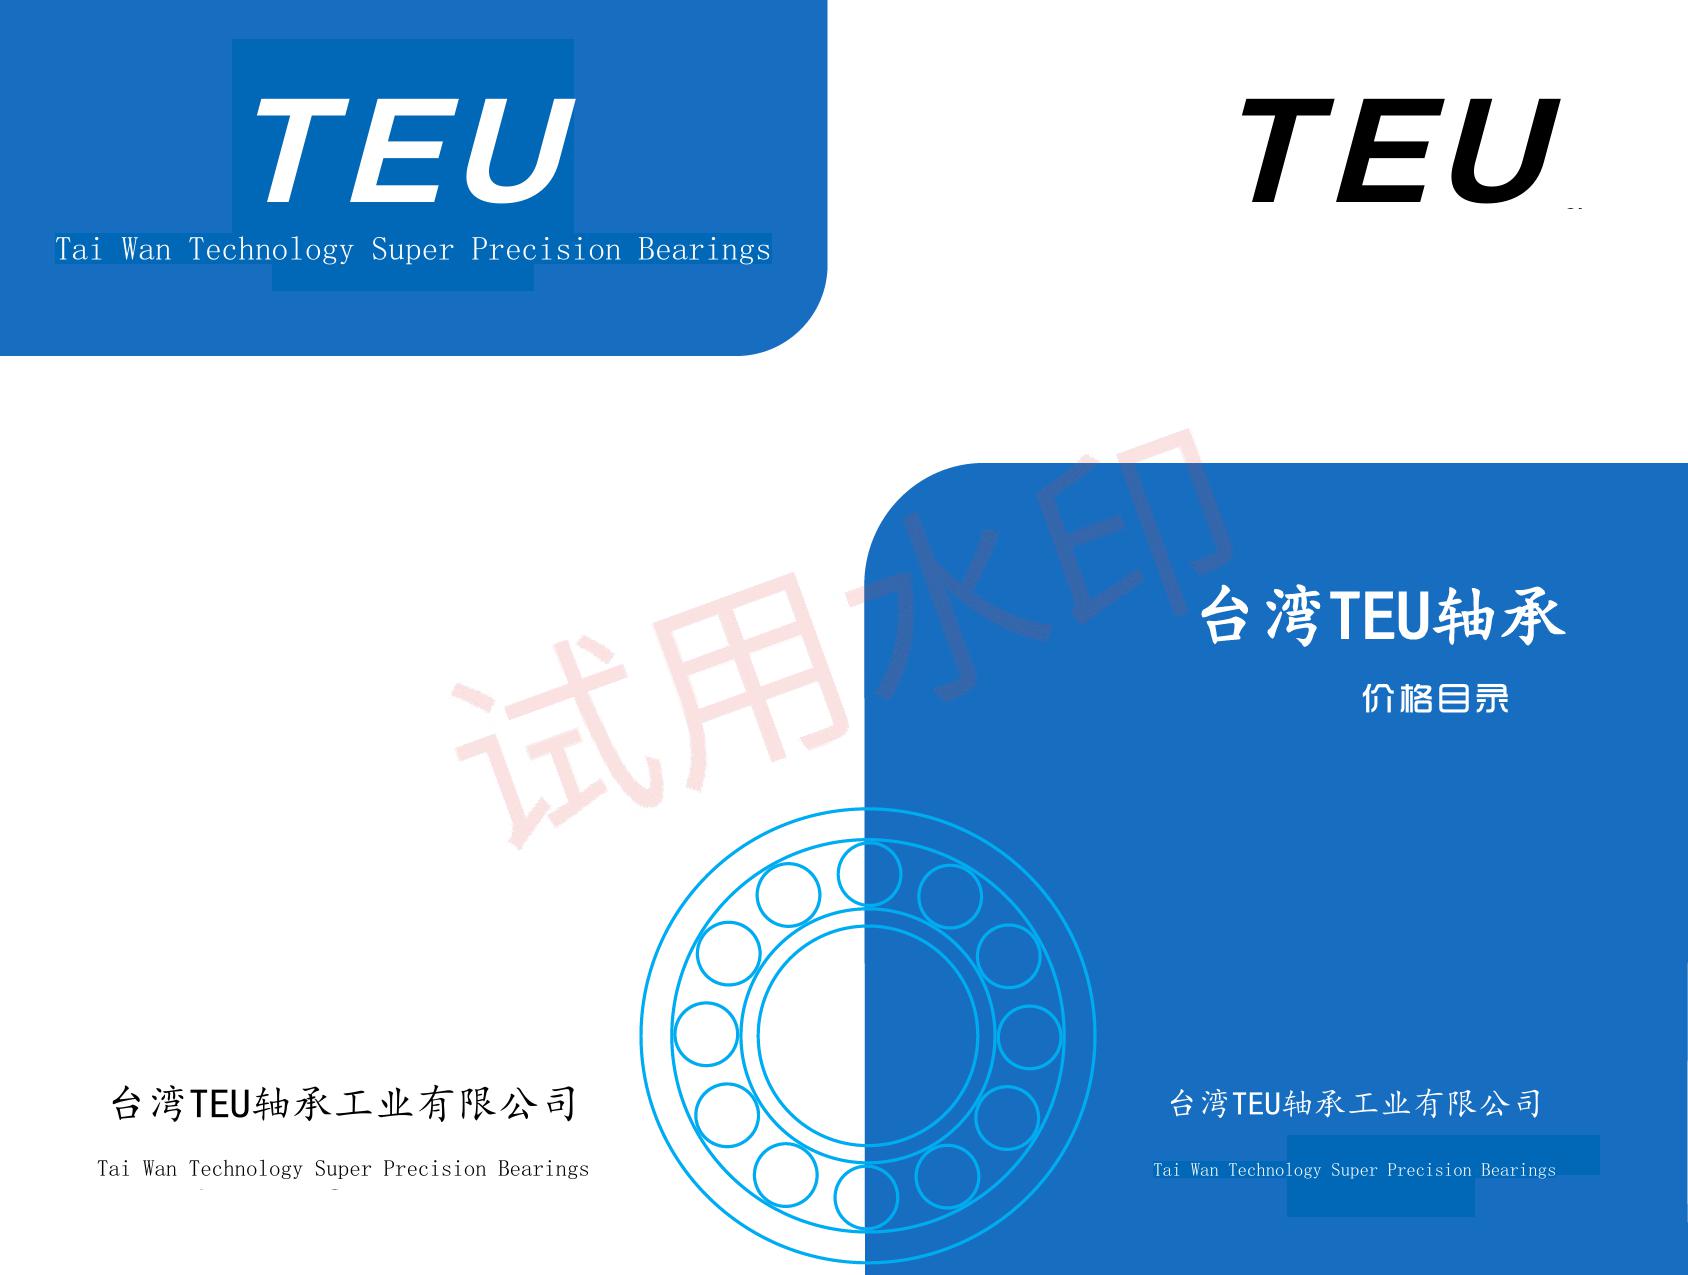 TEU
Tai Wan Technology Super Precision Bearings
TEU
试用水印
台湾TEU轴承
价格目录
台湾TEU轴承工业有限公司
Tai Wan Technology Super Precision Bearings
台湾TEU轴承工业有限公司
Tai Wan Technology Super Precision Bearings